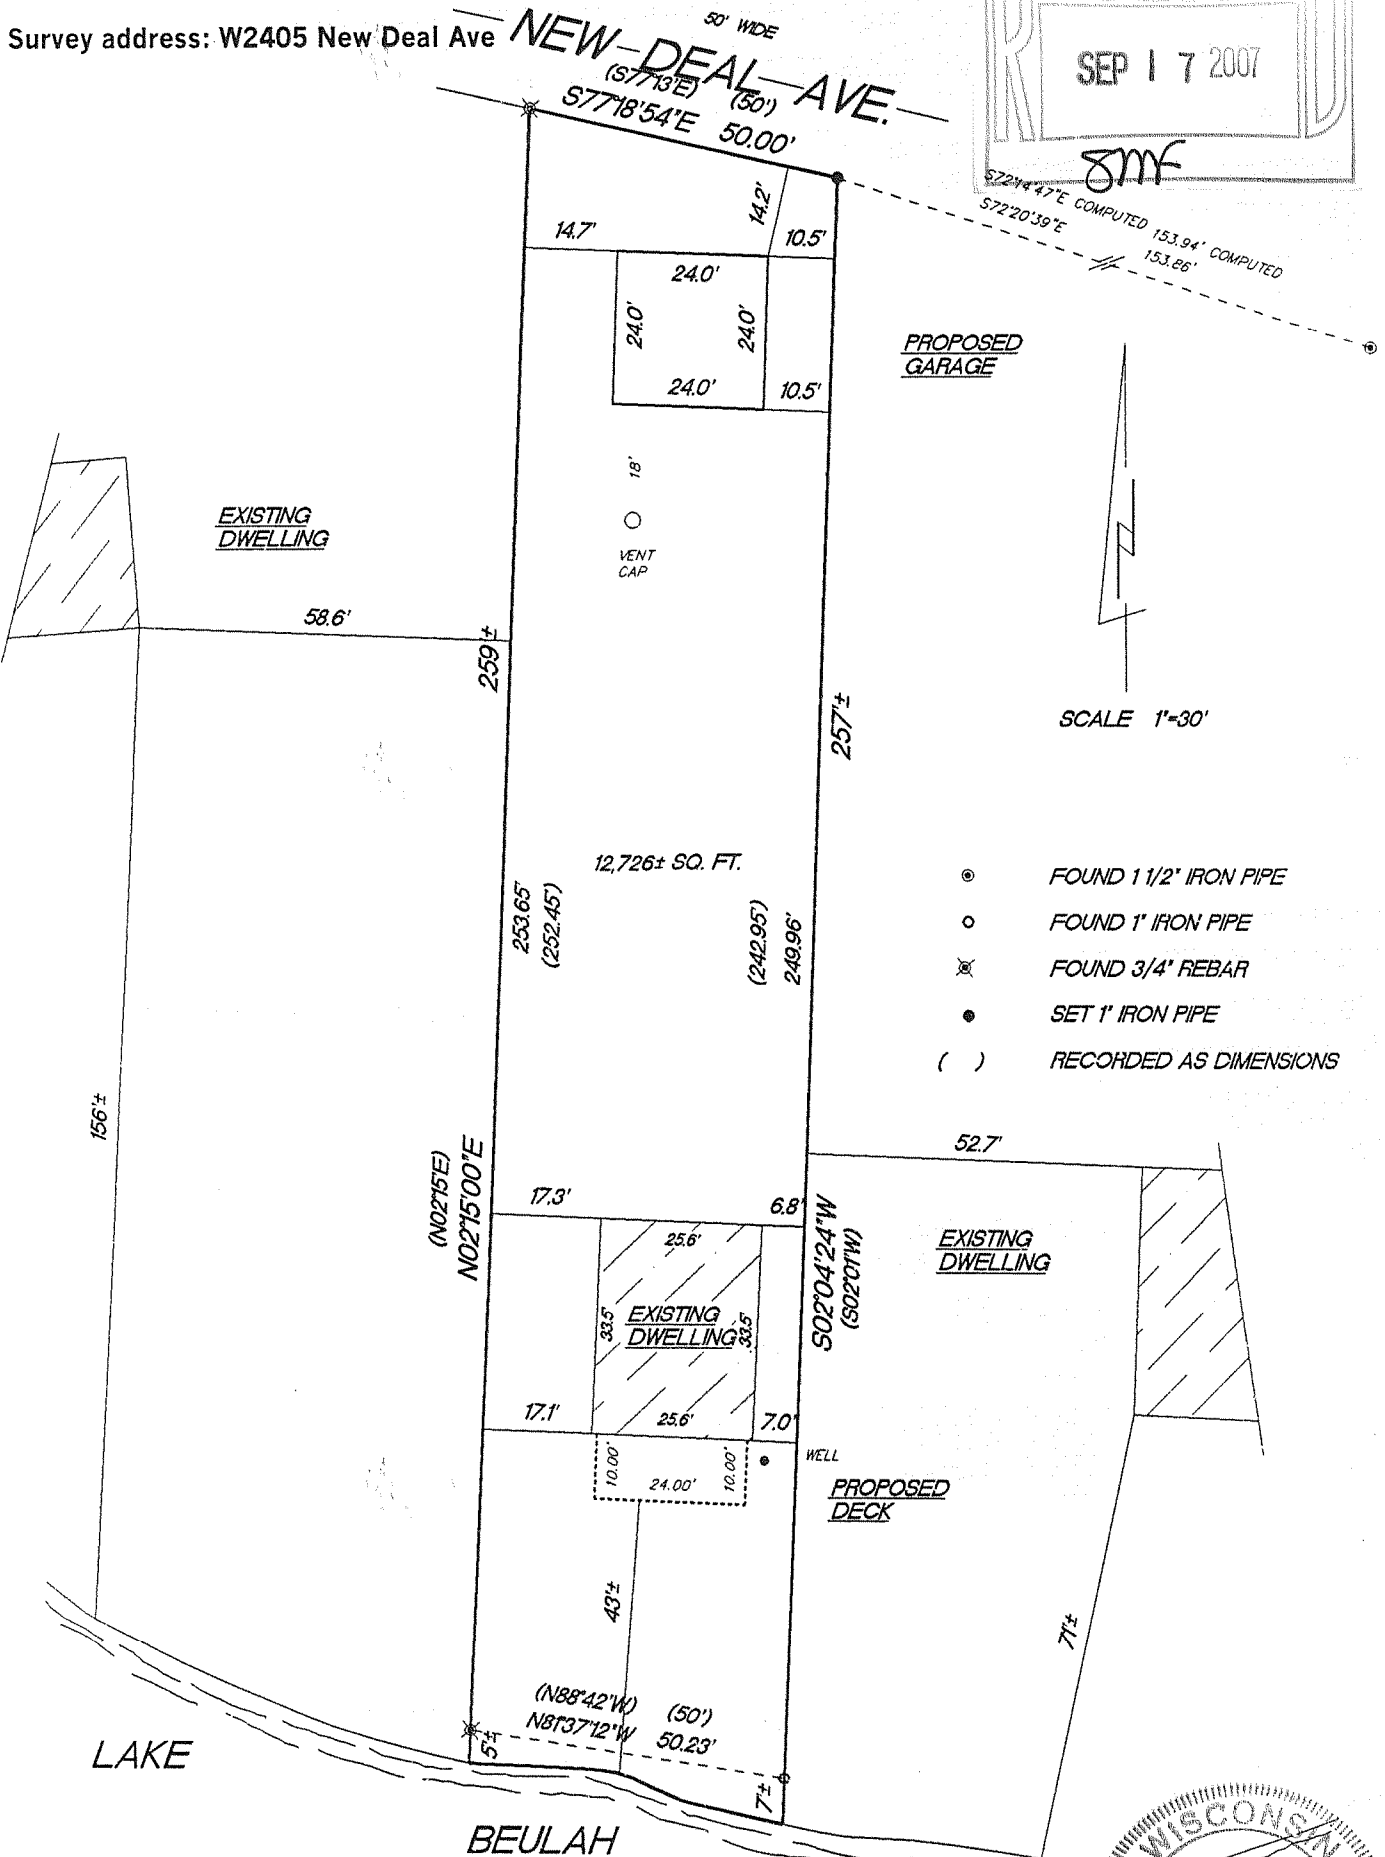 Survey address: W2405 New Deal Ave
50' WIDE
NEW DEAL AVE.
(S77°13'E) (50')
S77°18'54"E 50.00'
SEP 17 2007
S72°14'47"E COMPUTED 153.94' COMPUTED
S72°20'39"E 153.86'
14.7'
14.2'
10.5'
24.0'
24.0'
24.0'
24.0'
10.5'
PROPOSED
GARAGE
18'
VENT
CAP
EXISTING
DWELLING
58.6'
259'±
257'±
SCALE 1"=30'
12,726± SQ. FT.
253.65'
(252.45')
(242.95')
249.96'
FOUND 1 1/2" IRON PIPE
FOUND 1" IRON PIPE
FOUND 3/4" REBAR
SET 1" IRON PIPE
( ) RECORDED AS DIMENSIONS
156'±
52.7'
(N02°15'E)
N02°15'00"E
17.3'
6.8'
25.6'
S02°04'24"W
(S02°01'W)
EXISTING
DWELLING
33.5'
EXISTING
DWELLING
33.5'
17.1'
25.6'
7.0'
WELL
10.00'
24.00'
10.00'
PROPOSED
DECK
43'±
71'±
(N88°42'W) (50')
N81°37'12"W 50.23'
5'±
7'±
LAKE
BEULAH
WISCONSIN